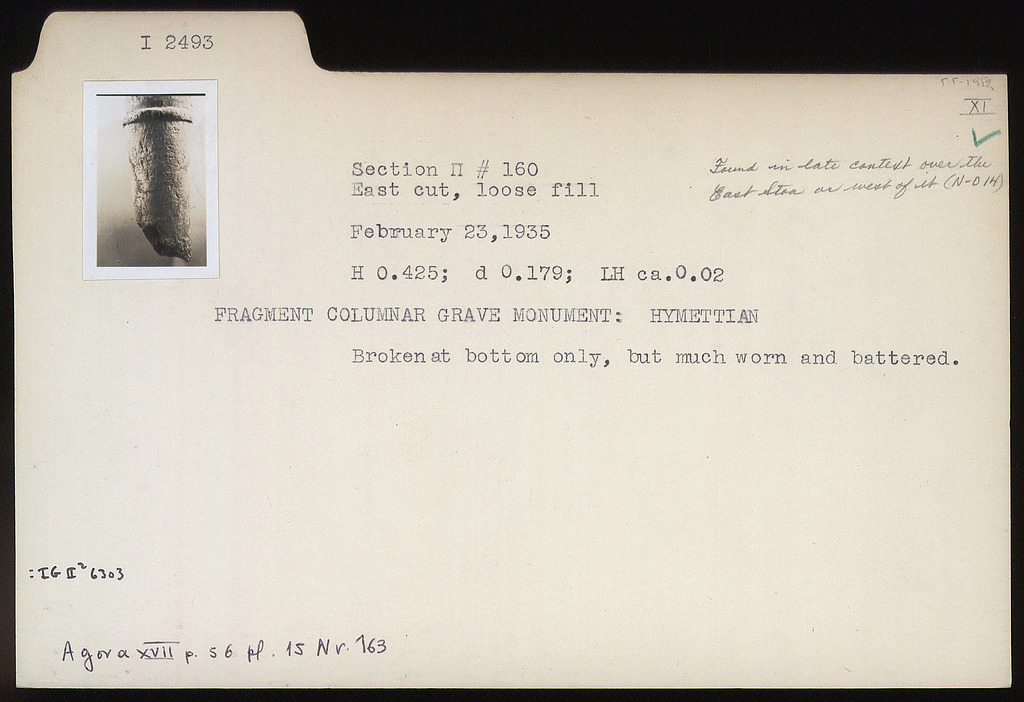 I 2493
XI
Section Π # 160
East cut, loose fill
Found in late context over the
East Stoa or west of it (N-O 14)
February 23,1935
H 0.425; d 0.179; LH ca.0.02
FRAGMENT COLUMNAR GRAVE MONUMENT: HYMETTIAN
Broken at bottom only, but much worn and battered.
:IG II² 6303
Agora XVII p. 56 pl. 15 Nr. 163